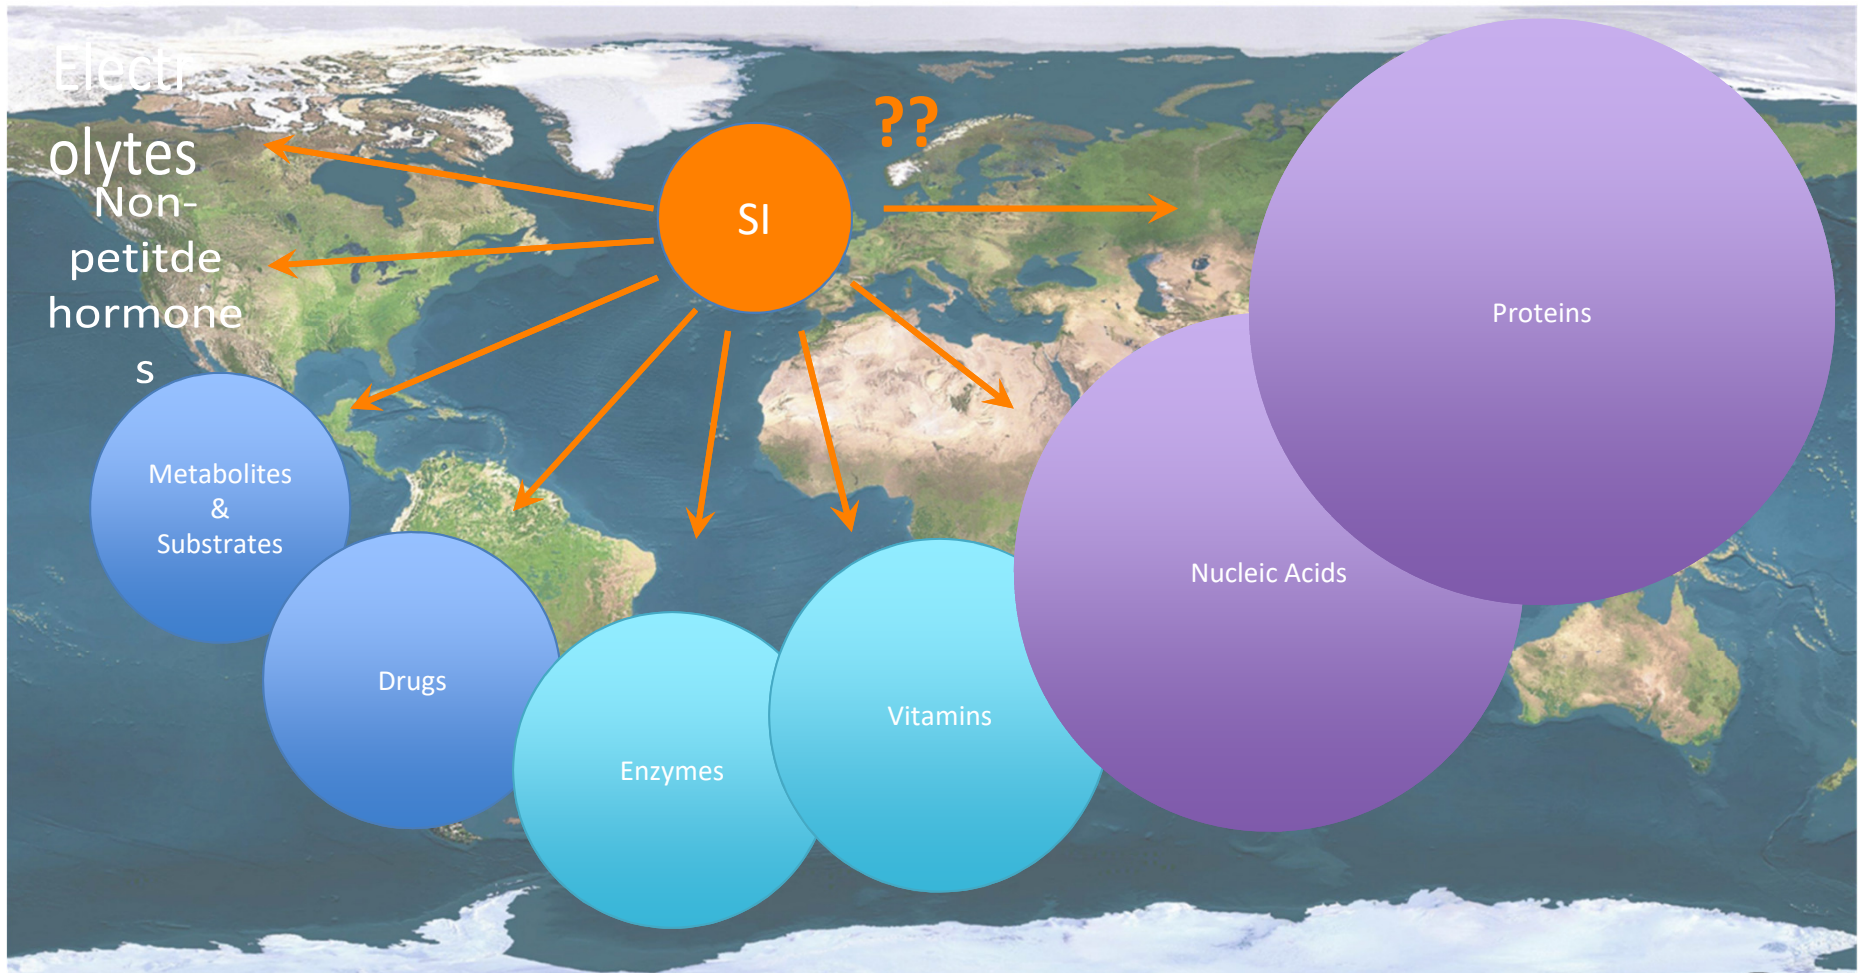 Electr
olytes
Non-
petitde
hormone
s
??
SI
Proteins
Metabolites
&
Substrates
Nucleic Acids
Drugs
Vitamins
Enzymes